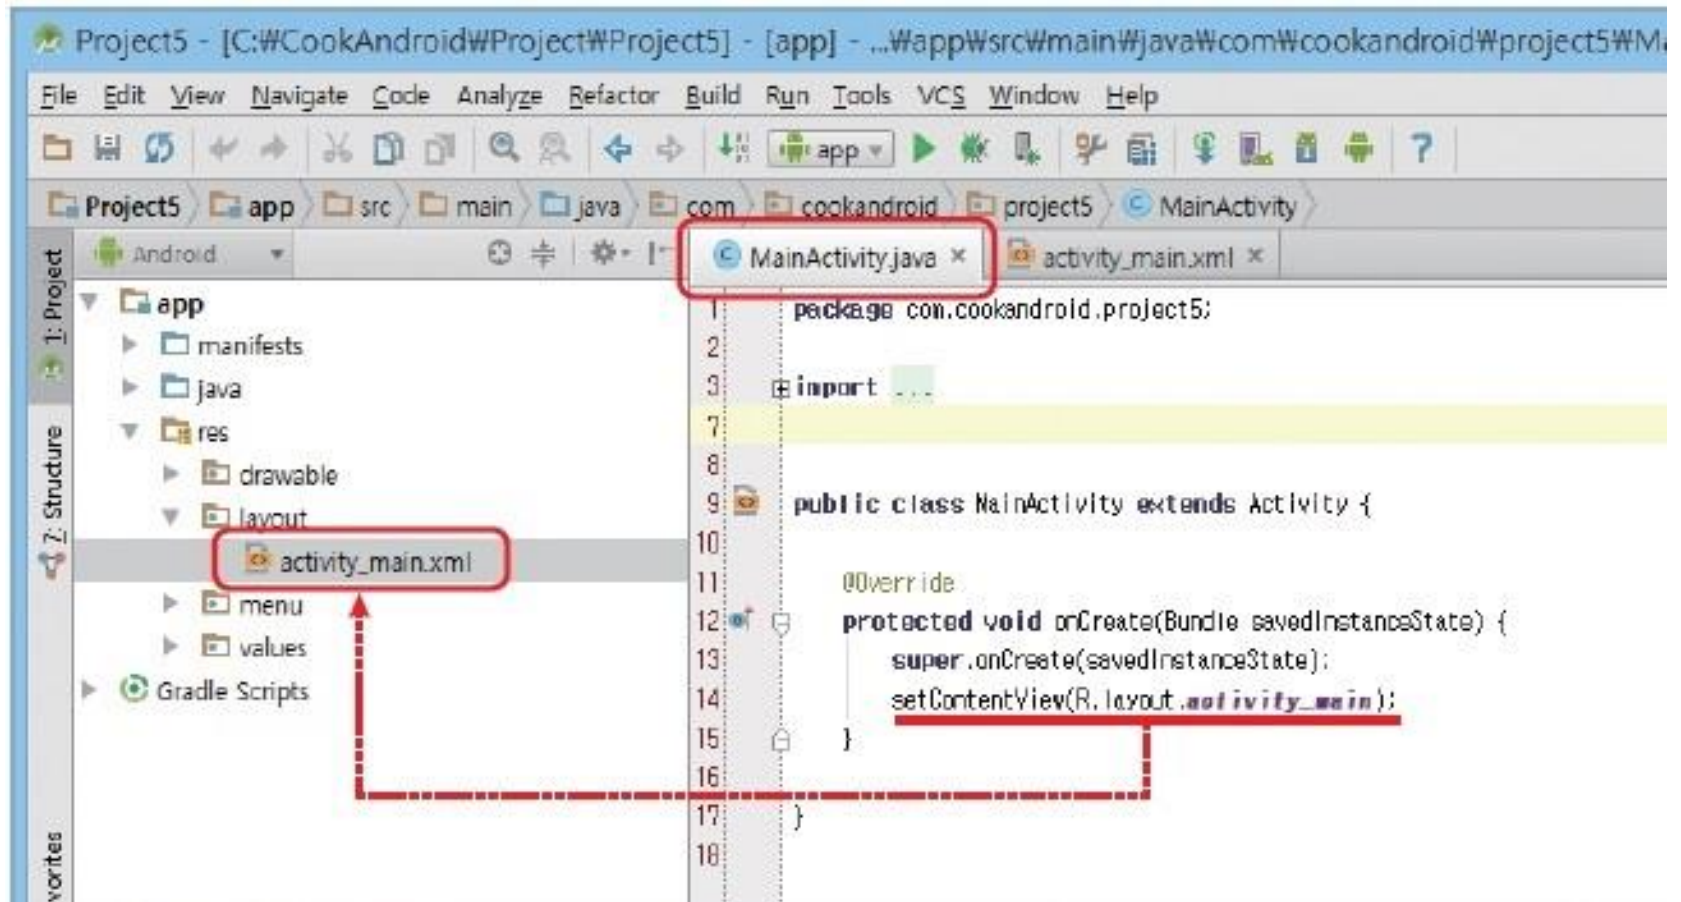 Project5 - [C:₩CookAndroid₩Project₩Project5] - [app] - ...₩app₩src₩main₩java₩com₩cookandroid₩project5₩Ma
File Edit View Navigate Code Analyze Refactor Build Run Tools VCS Window Help
app
?
Project5 app src main java com cookandroid project5 MainActivity
1: Project
7: Structure
vorites
Android
app
manifests
java
res
drawable
layout
activity_main.xml
menu
values
Gradle Scripts
MainActivity.java × activity_main.xml ×
1 package com.cookandroid.project5;
2
3 import ...
7
8
9 public class MainActivity extends Activity {
10
11 @Override
12 protected void onCreate(Bundle savedInstanceState) {
13 super.onCreate(savedInstanceState);
14 setContentView(R.layout.activity_main);
15 }
16
17 }
18